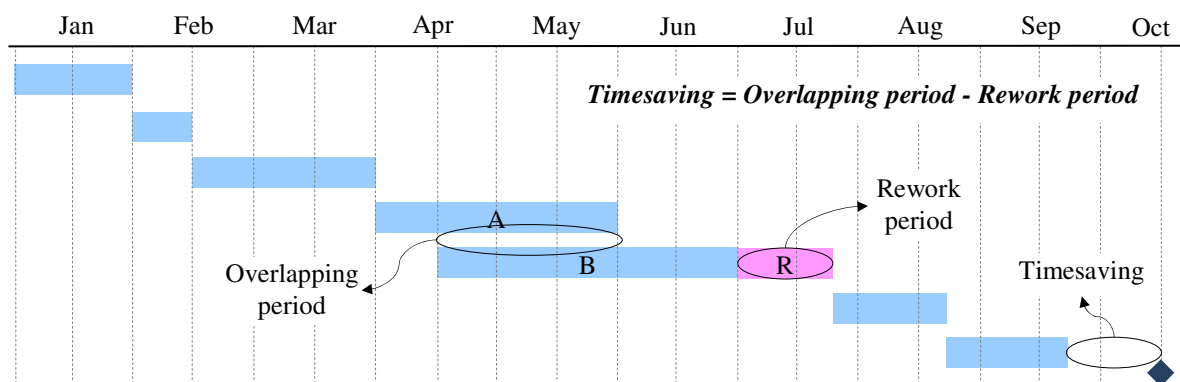 Jan Feb Mar Apr May Jun Jul Aug Sep Oct
Timesaving = Overlapping period - Rework period
A
Rework
period
B
R
Overlapping
period
Timesaving